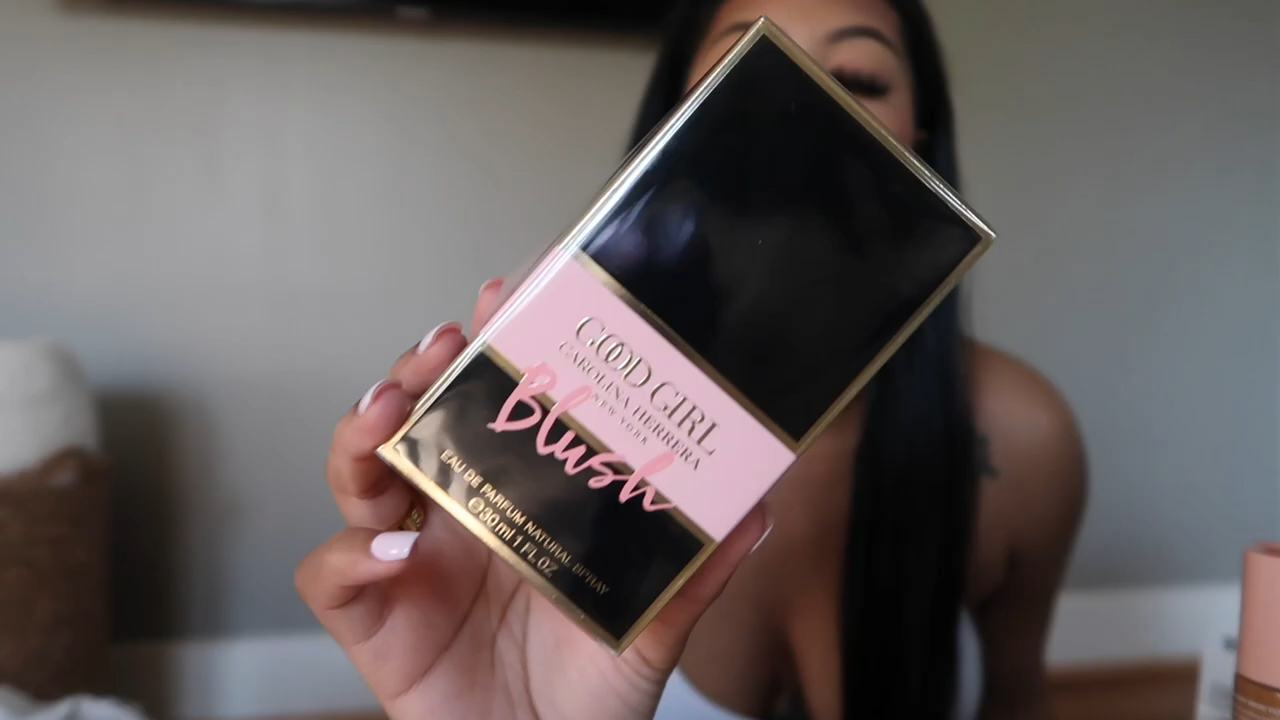 GOOD GIRL
CAROLINA HERRERA
NEW YORK
Blush
EAU DE PARFUM NATURAL SPRAY
℮30 ml 1 FL. OZ